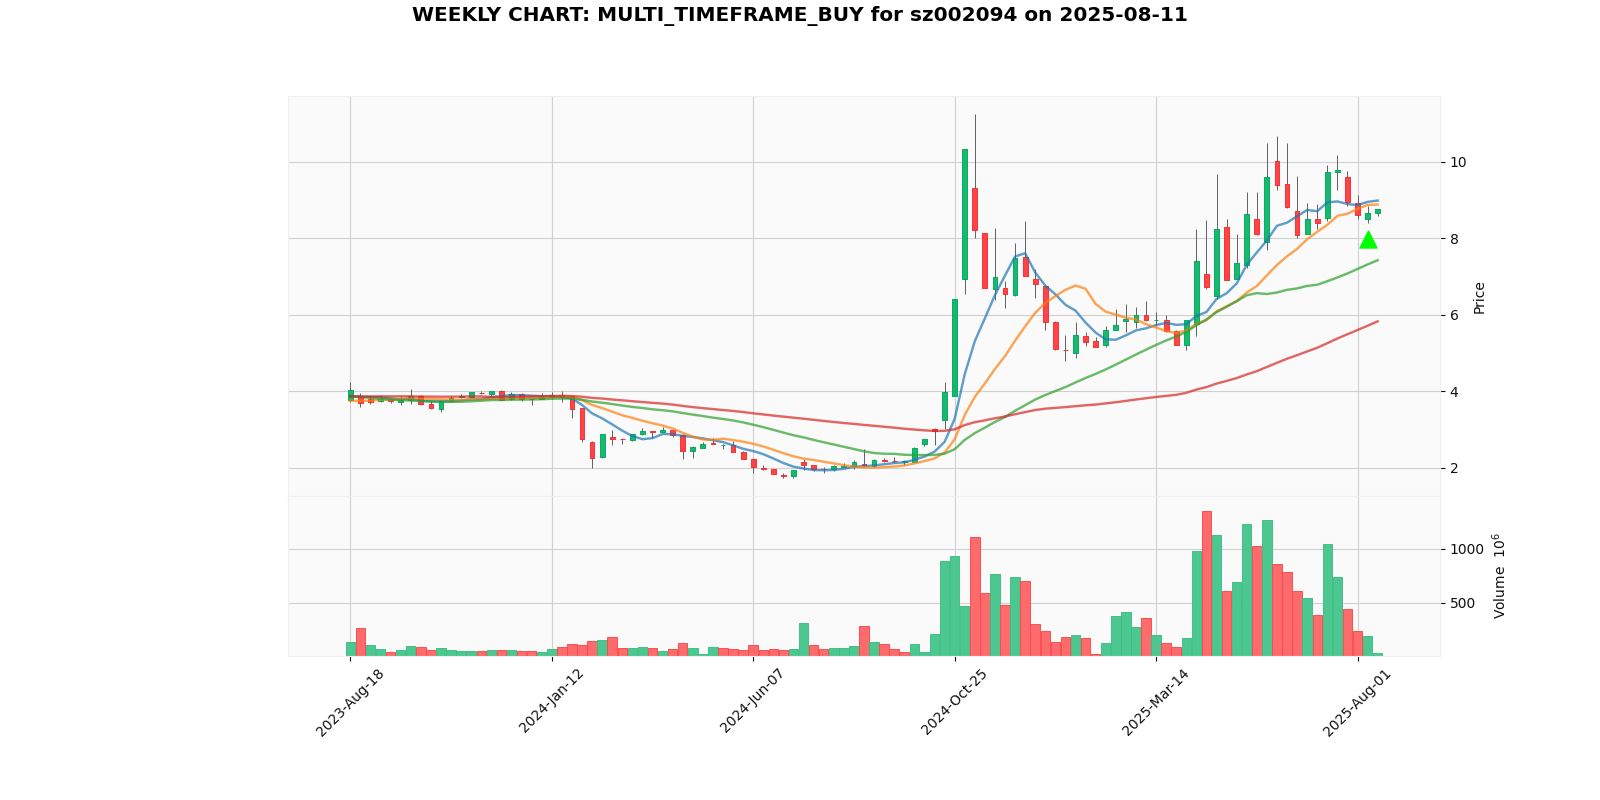 WEEKLY CHART: MULTI_TIMEFRAME_BUY for sz002094 on 2025-08-11
10
8
6
4
2
Price
1000
500
Volume 10^6
2023-Aug-18
2024-Jan-12
2024-Jun-07
2024-Oct-25
2025-Mar-14
2025-Aug-01